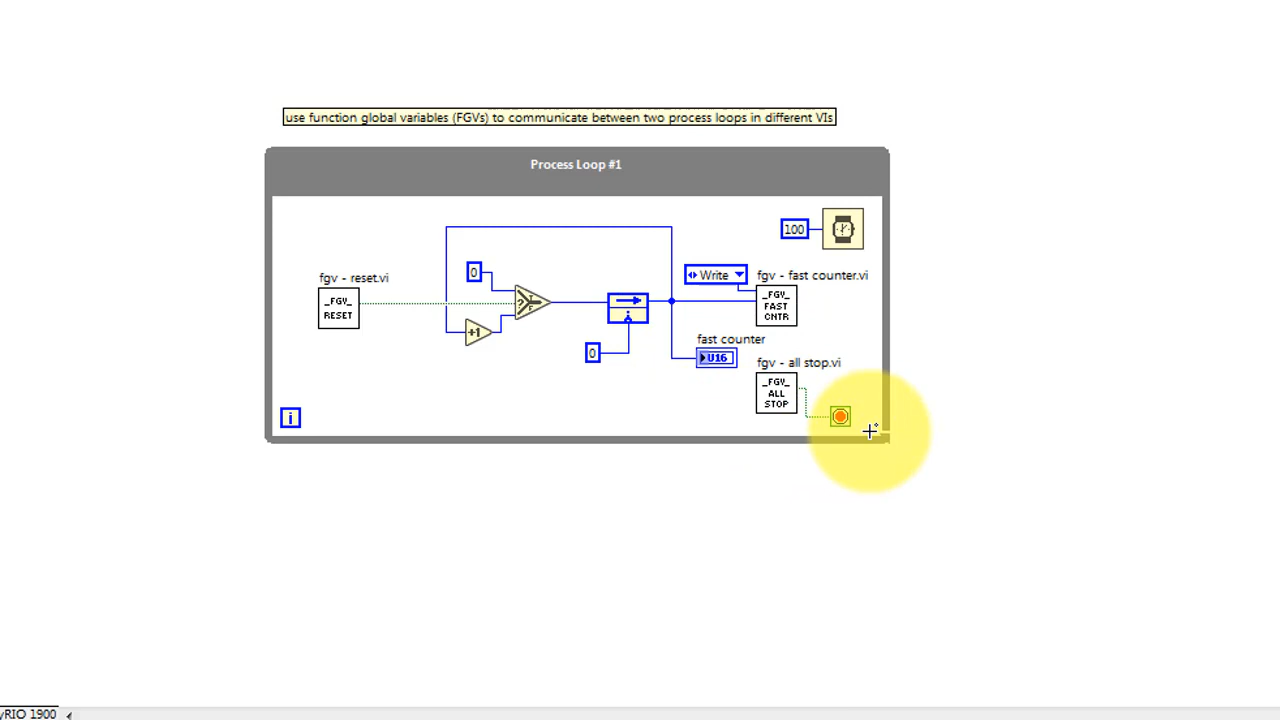 use function global variables (FGVs) to communicate between two process loops in different VIs
Process Loop #1
100
fgv - reset.vi
0
Write
fgv - fast counter.vi
_FGV_
RESET
_FGV_
FAST
CNTR
+1
0
fast counter
U16
fgv - all stop.vi
_FGV_
ALL
STOP
i
yRIO 1900